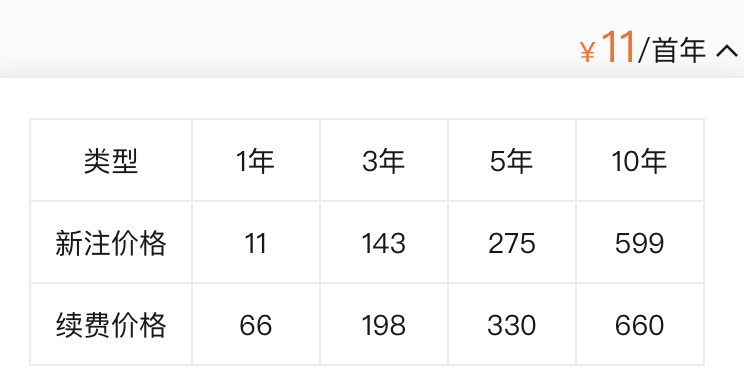 ¥11/首年
类型 1年 3年 5年 10年
新注价格 11 143 275 599
续费价格 66 198 330 660